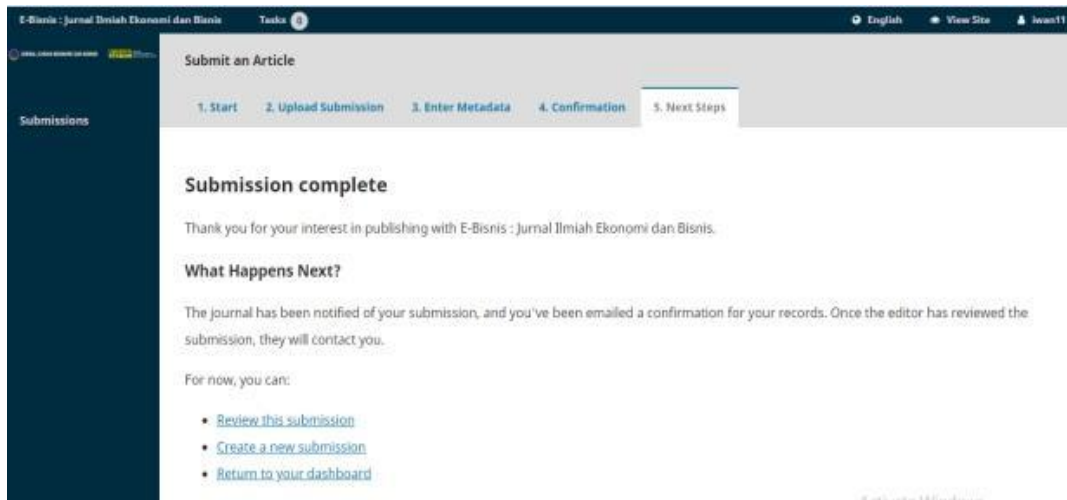 E-Bisnis : Jurnal Ilmiah Ekonomi dan Bisnis Tasks 0 English View Site iwan11
Submit an Article
1. Start 2. Upload Submission 3. Enter Metadata 4. Confirmation 5. Next Steps
Submissions
Submission complete
Thank you for your interest in publishing with E-Bisnis : Jurnal Ilmiah Ekonomi dan Bisnis.
What Happens Next?
The journal has been notified of your submission, and you've been emailed a confirmation for your records. Once the editor has reviewed the
submission, they will contact you.
For now, you can:
• Review this submission
• Create a new submission
• Return to your dashboard
Activate Windows